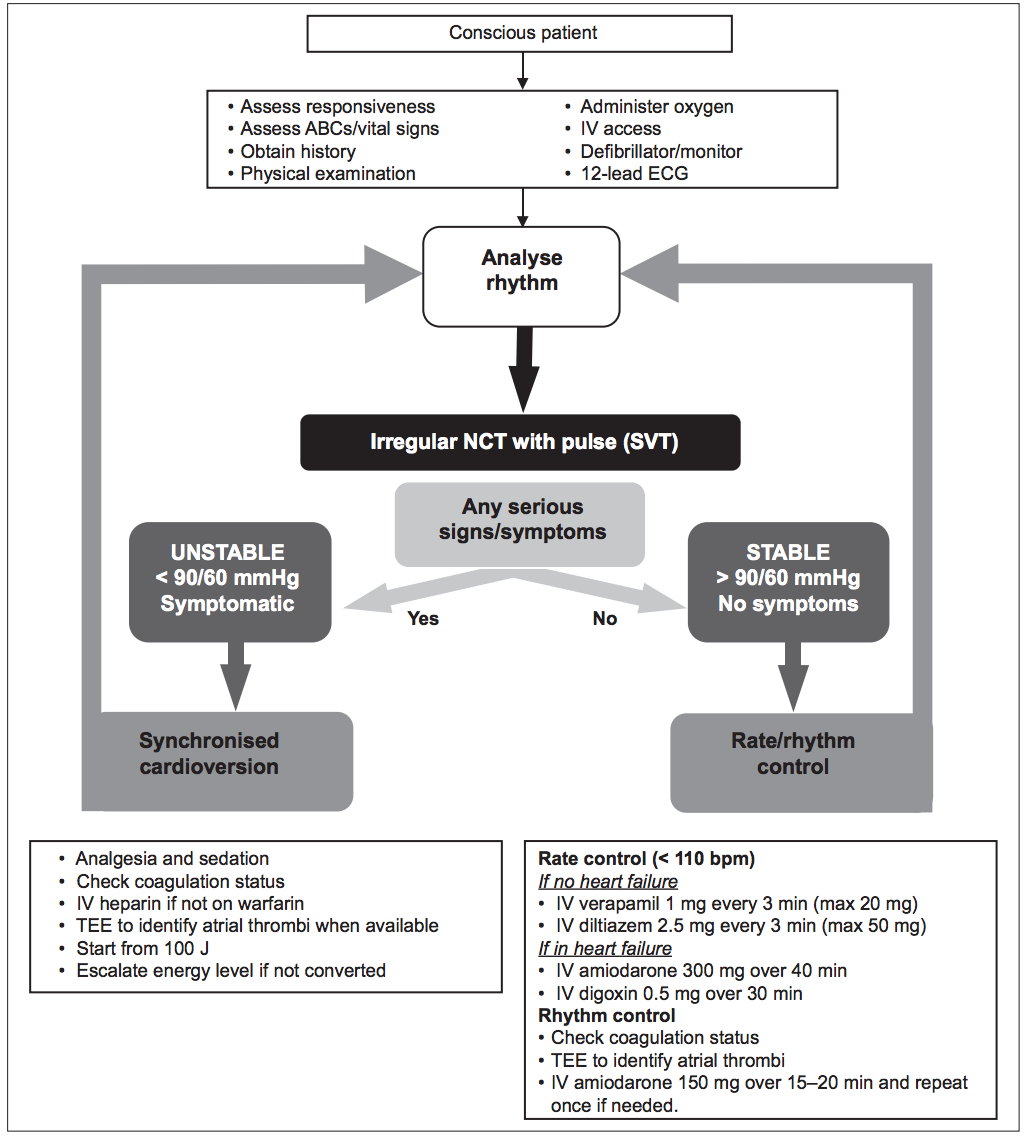 Conscious patient
• Assess responsiveness
• Assess ABCs/vital signs
• Obtain history
• Physical examination
• Administer oxygen
• IV access
• Defibrillator/monitor
• 12-lead ECG
Analyse
rhythm
Irregular NCT with pulse (SVT)
Any serious
signs/symptoms
UNSTABLE
< 90/60 mmHg
Symptomatic
Yes
No
STABLE
> 90/60 mmHg
No symptoms
Synchronised
cardioversion
Rate/rhythm
control
• Analgesia and sedation
• Check coagulation status
• IV heparin if not on warfarin
• TEE to identify atrial thrombi when available
• Start from 100 J
• Escalate energy level if not converted
Rate control (< 110 bpm)
If no heart failure
• IV verapamil 1 mg every 3 min (max 20 mg)
• IV diltiazem 2.5 mg every 3 min (max 50 mg)
If in heart failure
• IV amiodarone 300 mg over 40 min
• IV digoxin 0.5 mg over 30 min
Rhythm control
• Check coagulation status
• TEE to identify atrial thrombi
• IV amiodarone 150 mg over 15–20 min and repeat
once if needed.